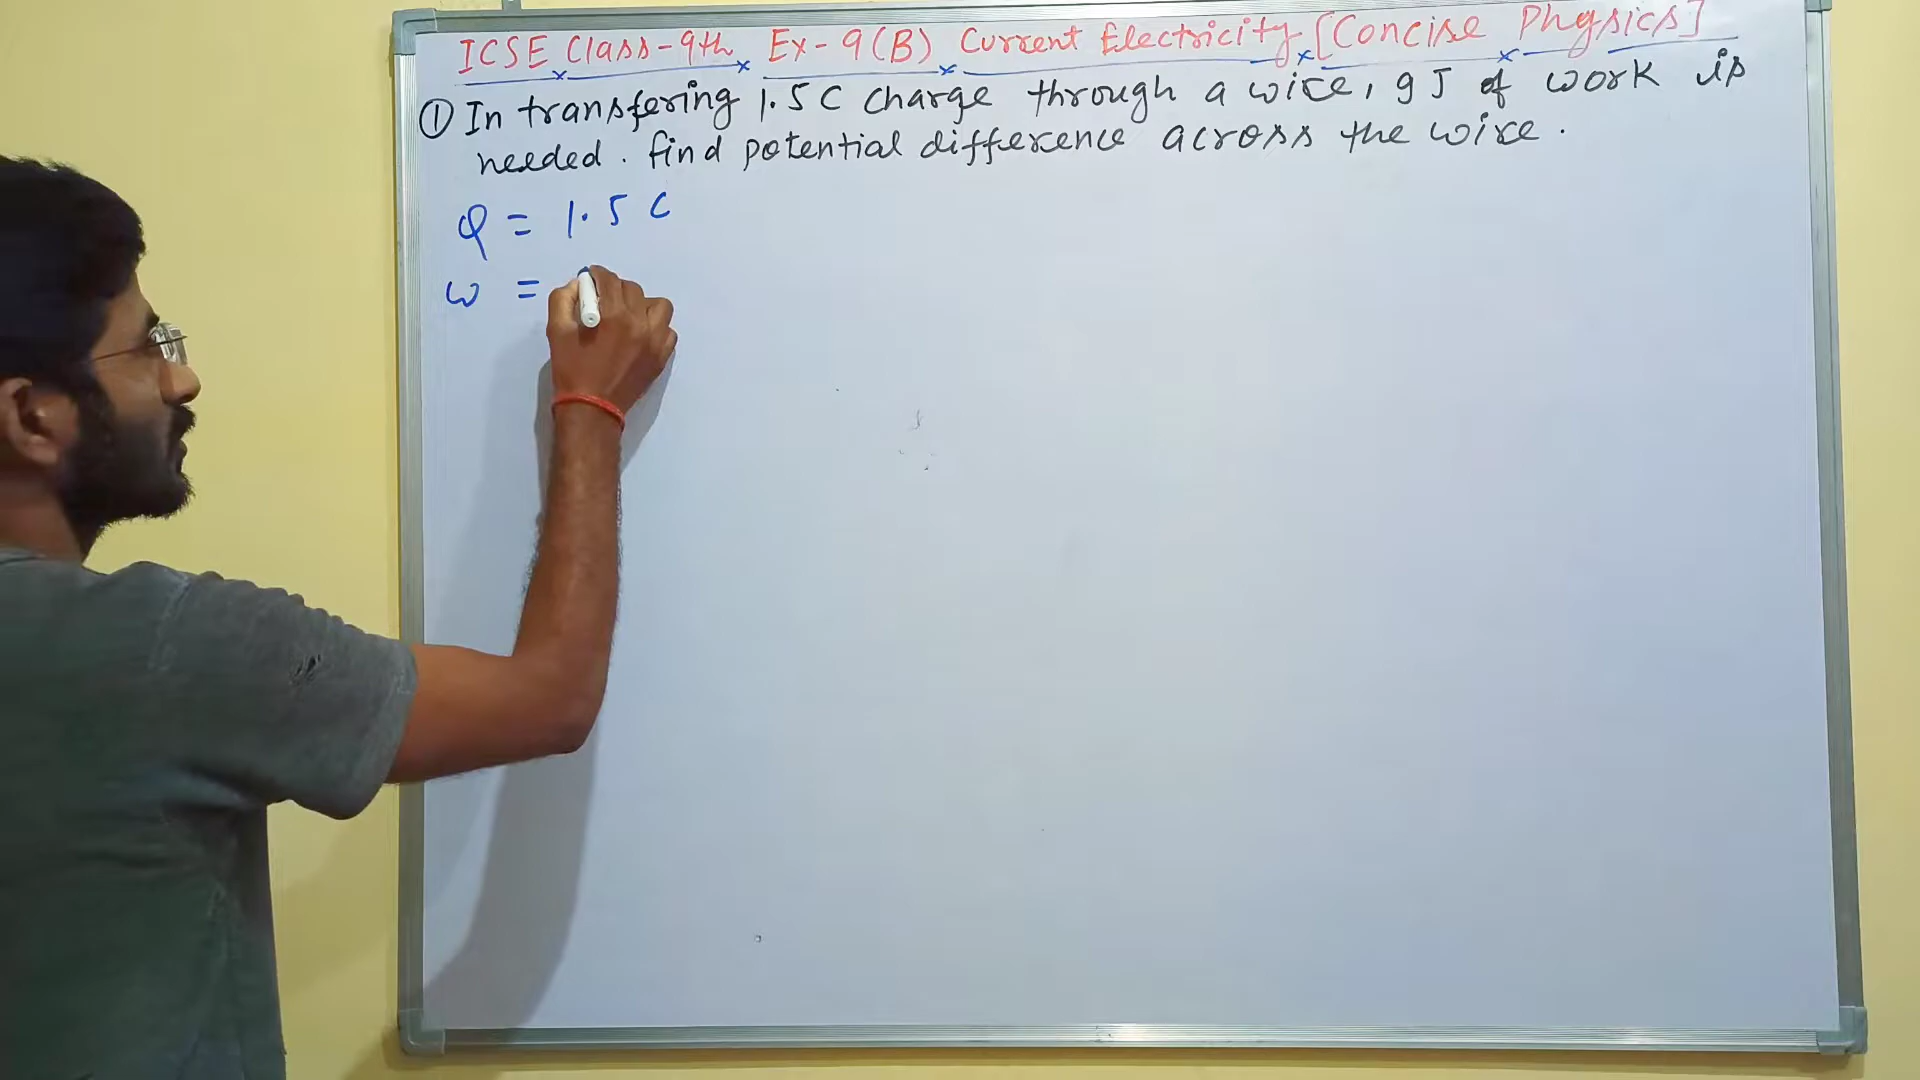 ICSE Class-9th Ex-9(B) Current Electricity [Concise Physics]
① In transfering 1.5 C charge through a wire, 9 J of work is
needed. find potential difference across the wire.
Q = 1.5 C
W =